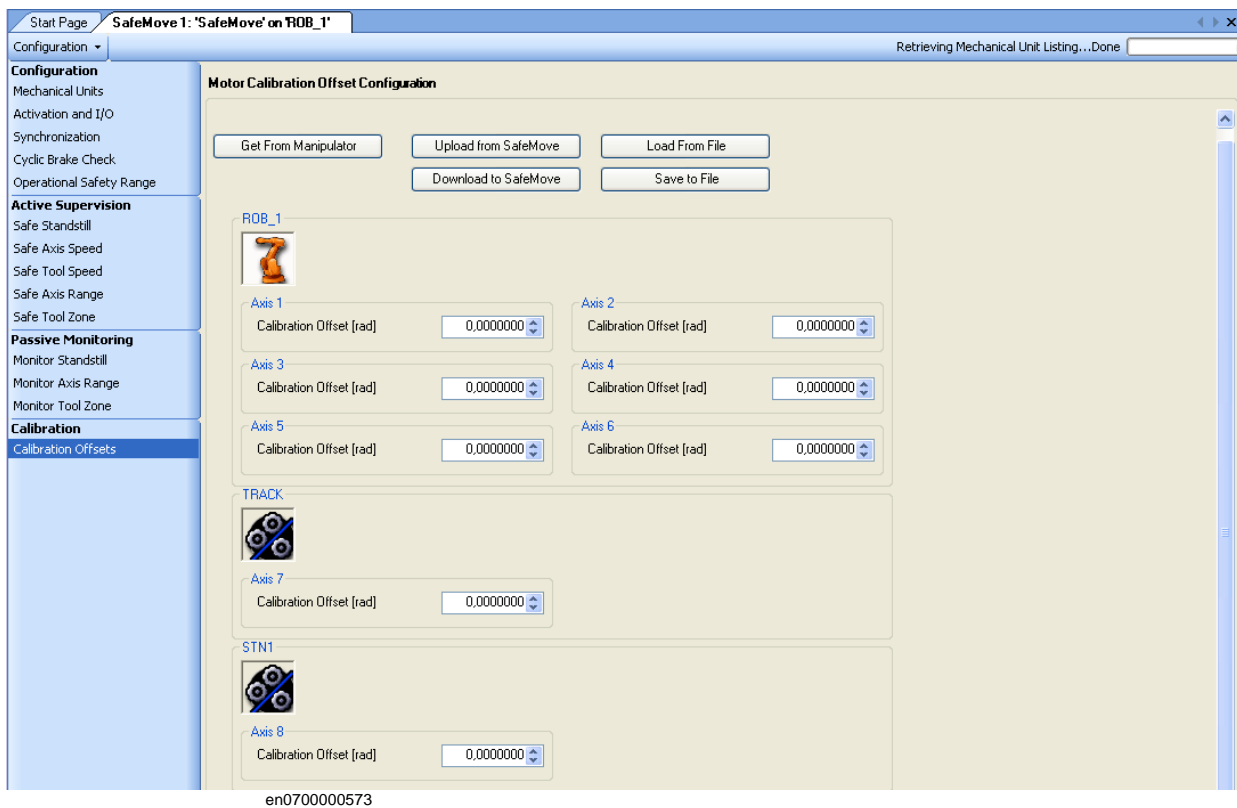 Start Page
SafeMove 1: 'SafeMove' on 'ROB_1'
Configuration
Retrieving Mechanical Unit Listing...Done
Configuration
Mechanical Units
Activation and I/O
Synchronization
Cyclic Brake Check
Operational Safety Range
Active Supervision
Safe Standstill
Safe Axis Speed
Safe Tool Speed
Safe Axis Range
Safe Tool Zone
Passive Monitoring
Monitor Standstill
Monitor Axis Range
Monitor Tool Zone
Calibration
Calibration Offsets
Motor Calibration Offset Configuration
Get From Manipulator
Upload from SafeMove
Load From File
Download to SafeMove
Save to File
ROB_1
Axis 1
Calibration Offset [rad] 0,0000000
Axis 2
Calibration Offset [rad] 0,0000000
Axis 3
Calibration Offset [rad] 0,0000000
Axis 4
Calibration Offset [rad] 0,0000000
Axis 5
Calibration Offset [rad] 0,0000000
Axis 6
Calibration Offset [rad] 0,0000000
TRACK
Axis 7
Calibration Offset [rad] 0,0000000
STN1
Axis 8
Calibration Offset [rad] 0,0000000
en0700000573